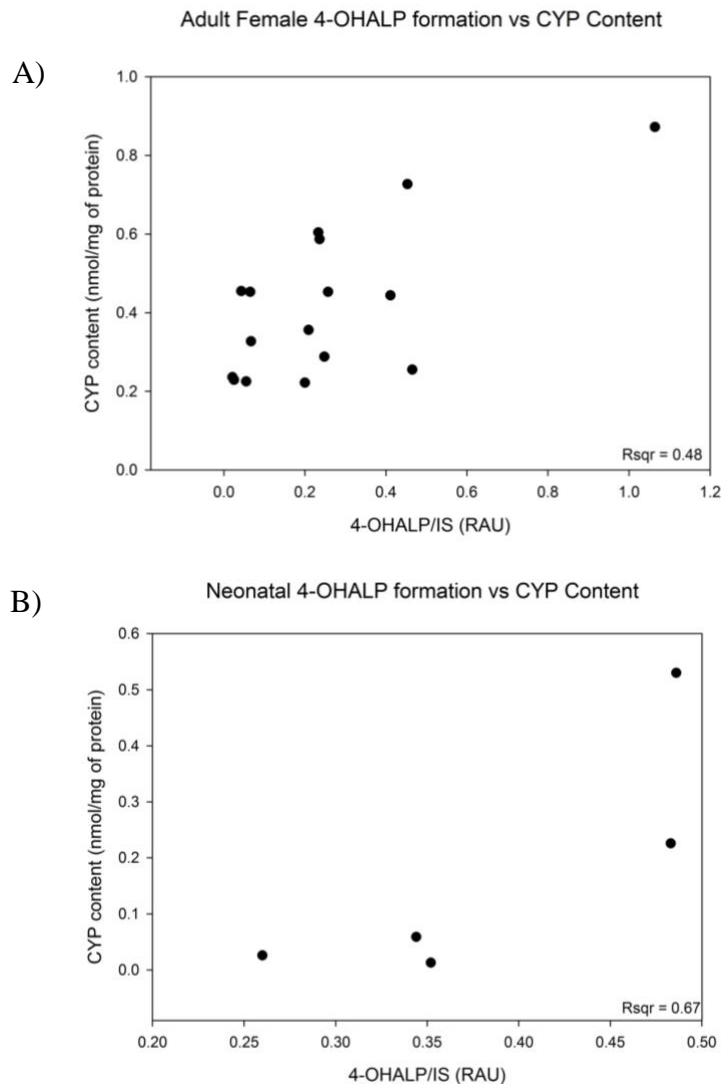 Adult Female 4-OHALP formation vs CYP Content
A)
CYP content (nmol/mg of protein)
1.0
0.8
0.6
0.4
0.2
0.0
Rsqr = 0.48
0.0 0.2 0.4 0.6 0.8 1.0 1.2
4-OHALP/IS (RAU)
B)
Neonatal 4-OHALP formation vs CYP Content
CYP content (nmol/mg of protein)
0.6
0.5
0.4
0.3
0.2
0.1
0.0
Rsqr = 0.67
0.20 0.25 0.30 0.35 0.40 0.45 0.50
4-OHALP/IS (RAU)